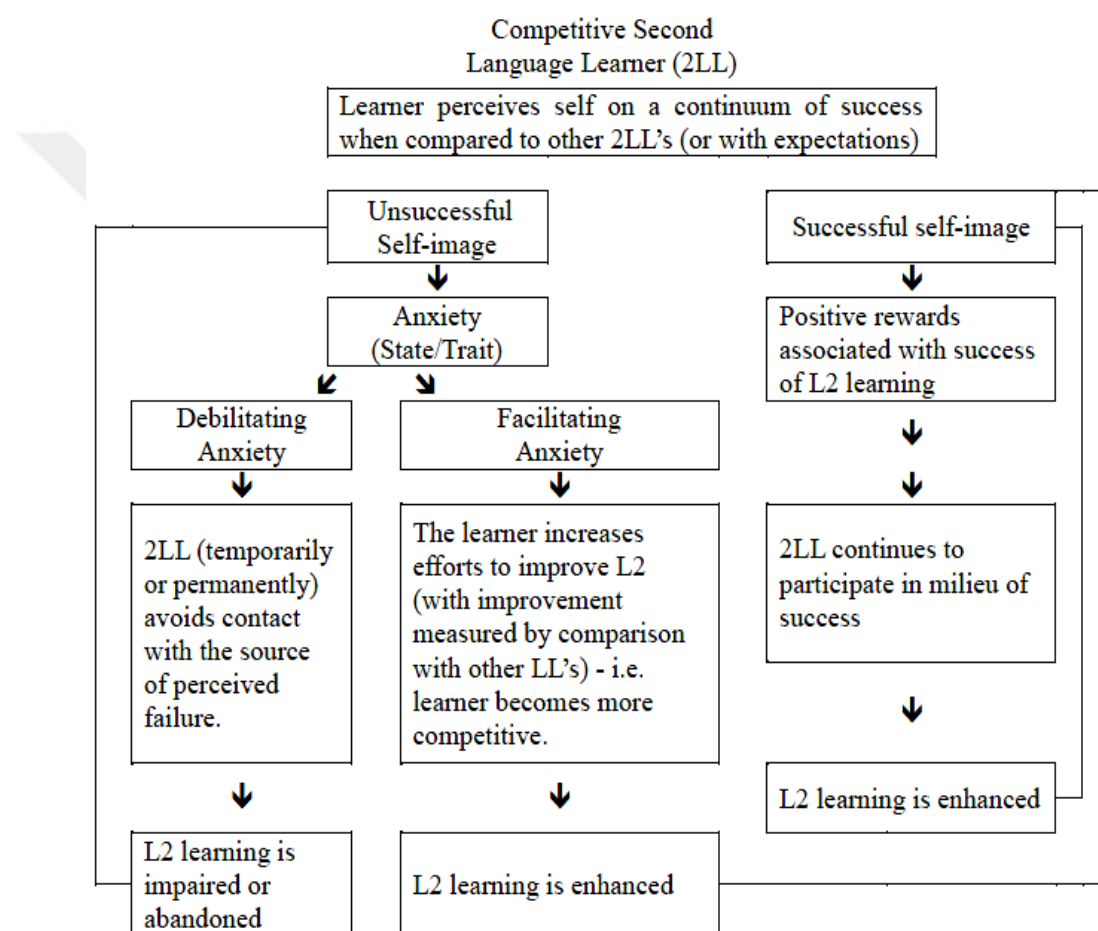 Competitive Second
Language Learner (2LL)
Learner perceives self on a continuum of success
when compared to other 2LL's (or with expectations)
Unsuccessful
Self-image
Successful self-image
Anxiety
(State/Trait)
Positive rewards
associated with success
of L2 learning
Debilitating
Anxiety
Facilitating
Anxiety
2LL (temporarily
or permanently)
avoids contact
with the source
of perceived
failure.
The learner increases
efforts to improve L2
(with improvement
measured by comparison
with other LL's) - i.e.
learner becomes more
competitive.
2LL continues to
participate in milieu of
success
L2 learning is enhanced
L2 learning is
impaired or
abandoned
L2 learning is enhanced